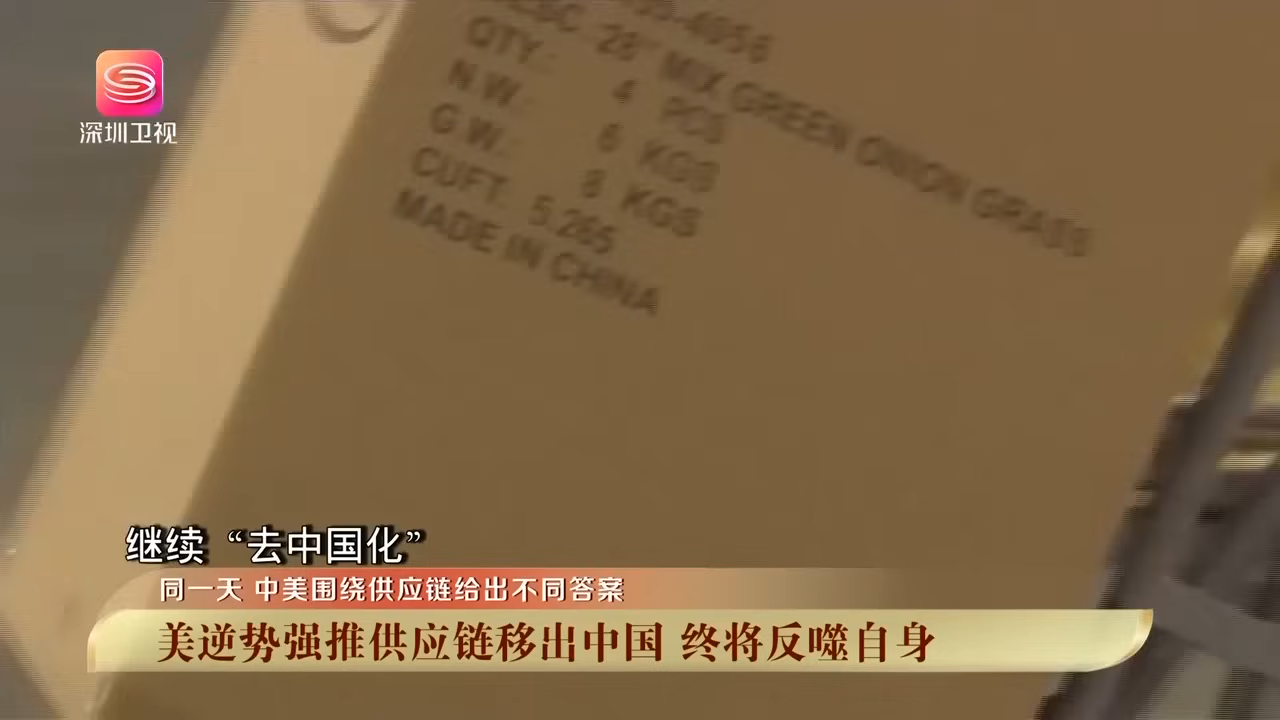 深圳卫视
-4056
28" MIX GREEN ONION GRASS
QTY: 4 PCS
N.W.: 6 KGS
G.W.: 8 KGS
CUFT. 5.265
MADE IN CHINA
继续“去中国化”
同一天 中美围绕供应链给出不同答案
美逆势强推供应链移出中国 终将反噬自身